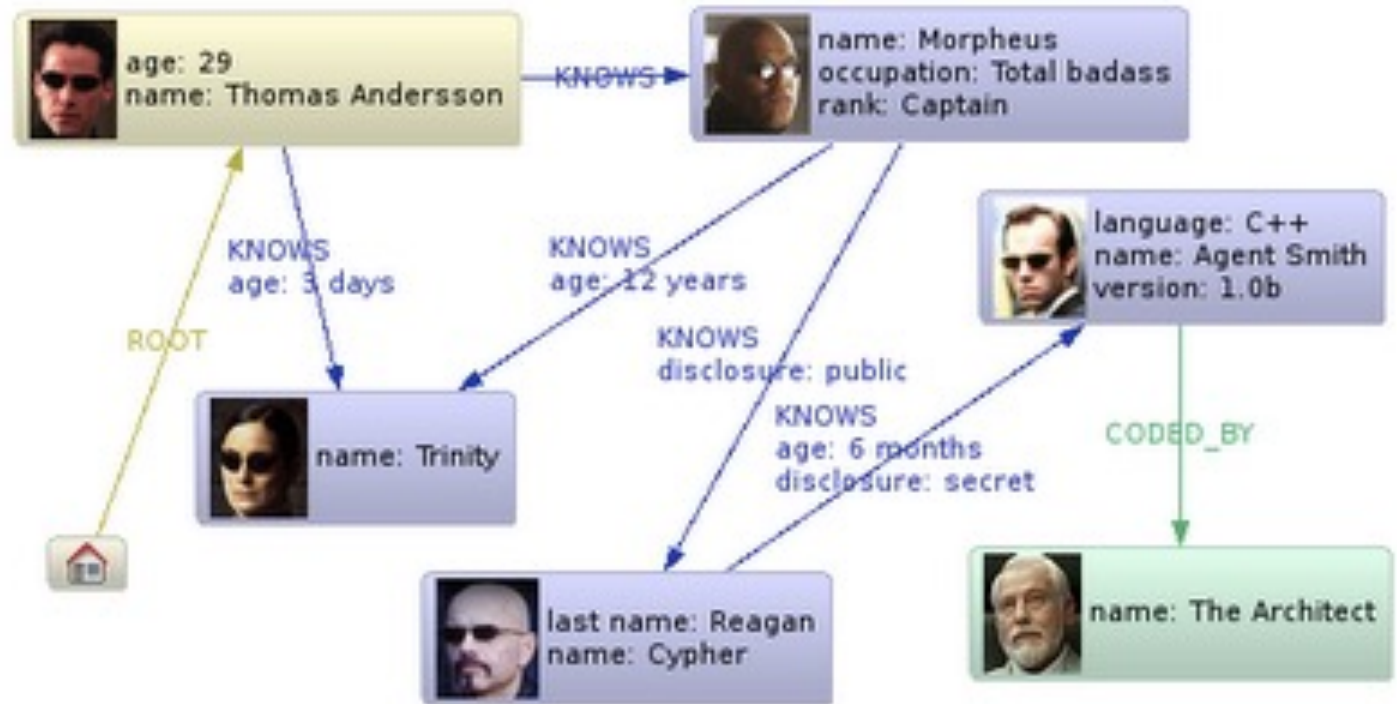 age: 29
name: Thomas Andersson
KNOWS
name: Morpheus
occupation: Total badass
rank: Captain
language: C++
name: Agent Smith
version: 1.0b
KNOWS
age: 3 days
KNOWS
age: 12 years
ROOT
KNOWS
disclosure: public
KNOWS
age: 6 months
disclosure: secret
CODED_BY
name: Trinity
last name: Reagan
name: Cypher
name: The Architect